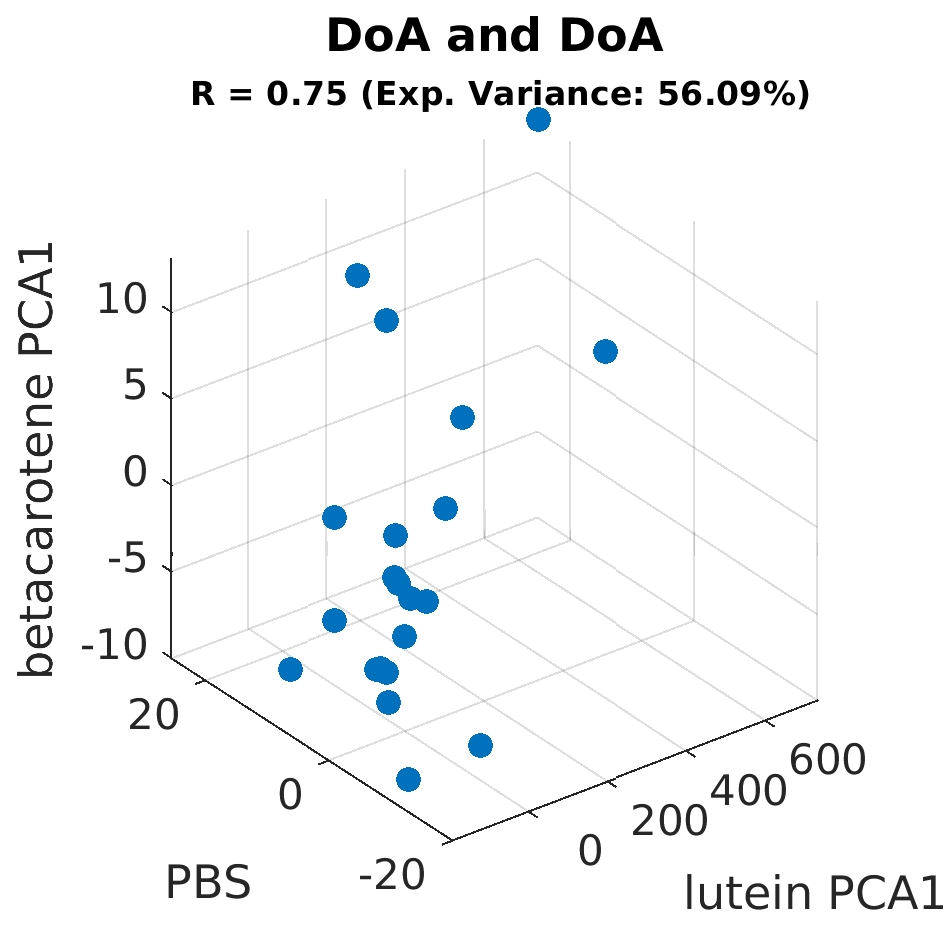 DoA and DoA
R = 0.75 (Exp. Variance: 56.09%)
betacarotene PCA1
10
5
0
-5
-10
20
0
-20
PBS
0
200
400
600
lutein PCA1